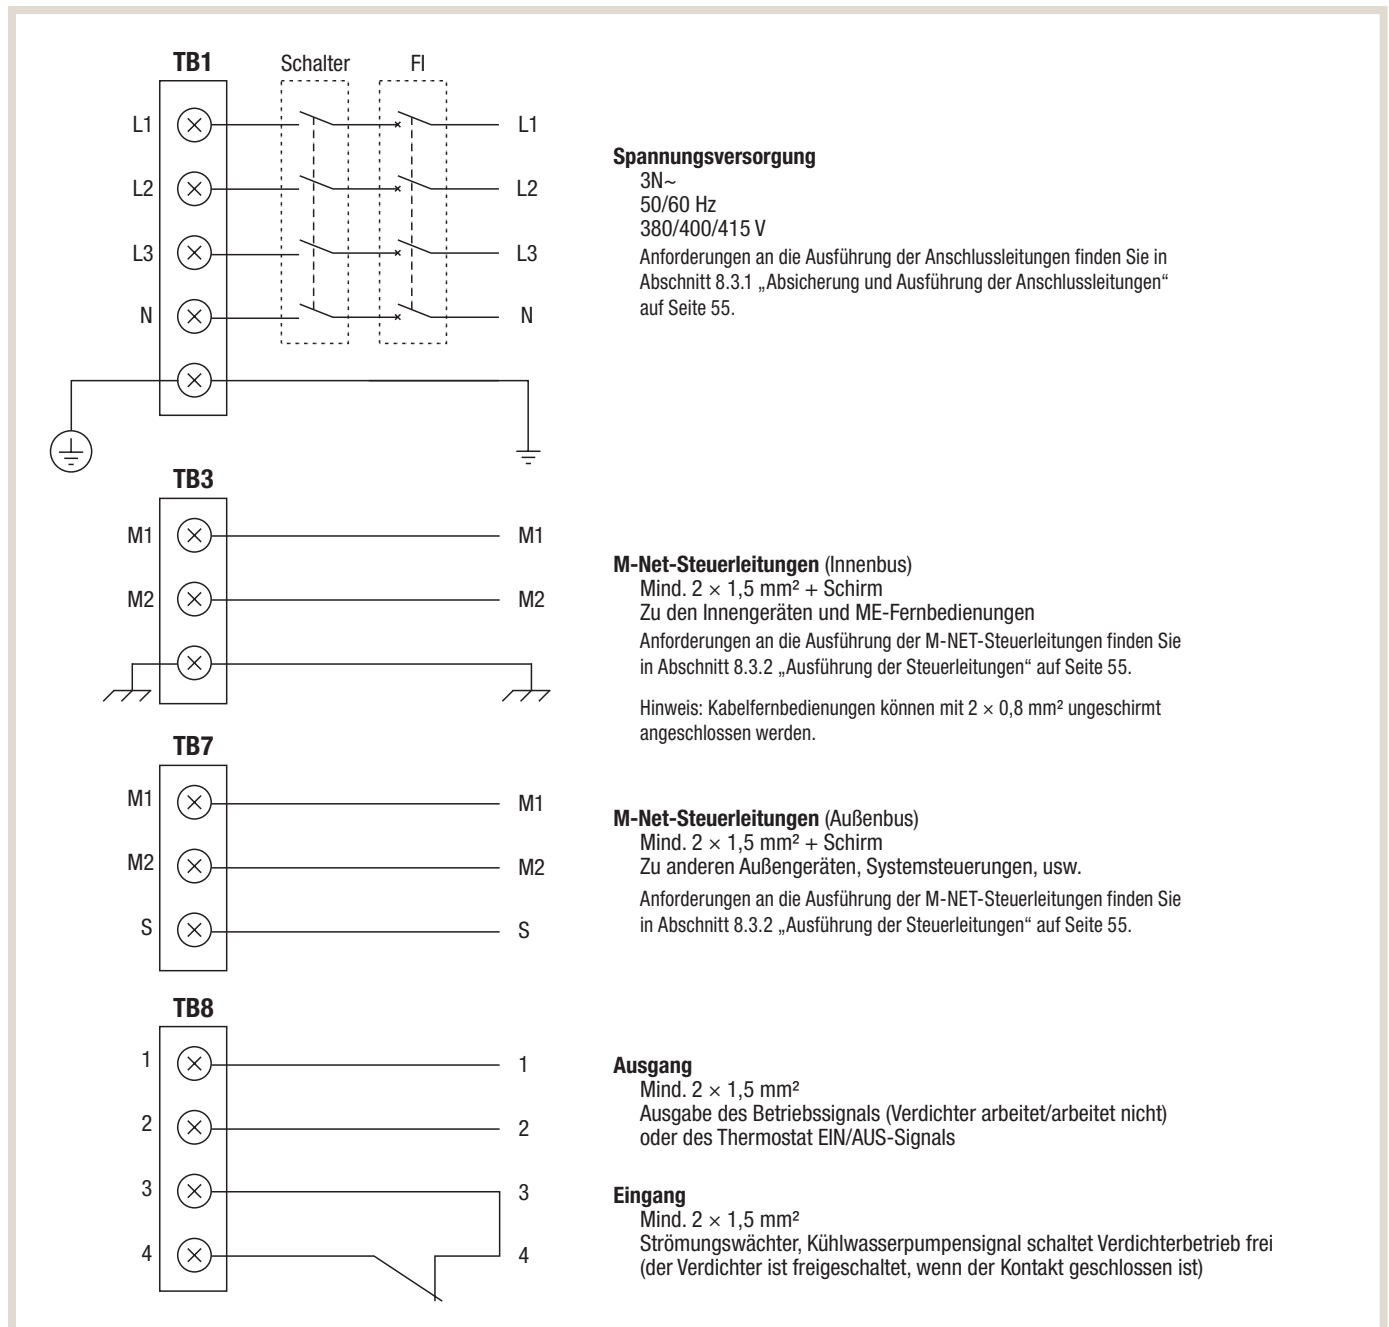 TB1
Schalter
FI
L1
L1
L2
L2
L3
L3
N
N
Spannungsversorgung
3N~
50/60 Hz
380/400/415 V
Anforderungen an die Ausführung der Anschlussleitungen finden Sie in
Abschnitt 8.3.1 „Absicherung und Ausführung der Anschlussleitungen“
auf Seite 55.
TB3
M1
M1
M2
M2
M-Net-Steuerleitungen (Innenbus)
Mind. 2 × 1,5 mm² + Schirm
Zu den Innengeräten und ME-Fernbedienungen
Anforderungen an die Ausführung der M-NET-Steuerleitungen finden Sie
in Abschnitt 8.3.2 „Ausführung der Steuerleitungen“ auf Seite 55.
Hinweis: Kabelfernbedienungen können mit 2 × 0,8 mm² ungeschirmt
angeschlossen werden.
TB7
M1
M1
M2
M2
S
S
M-Net-Steuerleitungen (Außenbus)
Mind. 2 × 1,5 mm² + Schirm
Zu anderen Außengeräten, Systemsteuerungen, usw.
Anforderungen an die Ausführung der M-NET-Steuerleitungen finden Sie
in Abschnitt 8.3.2 „Ausführung der Steuerleitungen“ auf Seite 55.
TB8
1
1
2
2
3
3
4
4
Ausgang
Mind. 2 × 1,5 mm²
Ausgabe des Betriebssignals (Verdichter arbeitet/arbeitet nicht)
oder des Thermostat EIN/AUS-Signals
Eingang
Mind. 2 × 1,5 mm²
Strömungswächter, Kühlwasserpumpensignal schaltet Verdichterbetrieb frei
(der Verdichter ist freigeschaltet, wenn der Kontakt geschlossen ist)